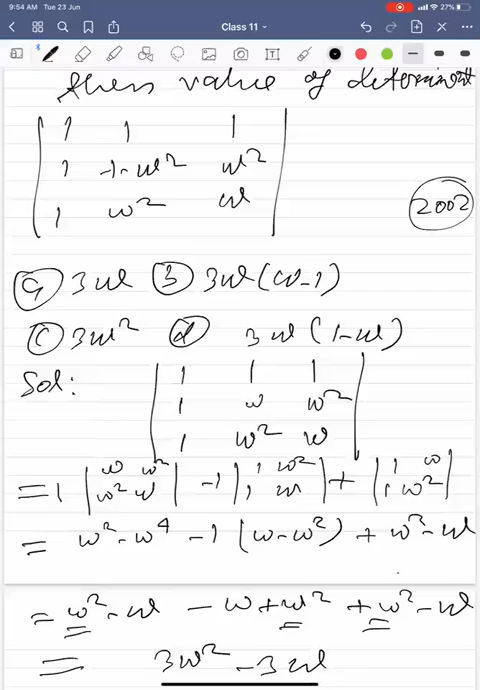 9:54 AM Tue 23 Jun 27%
Class 11
then value of determinant
| 1 1 1 |
| 1 -1-ω² ω² |
| 1 ω² ω |
2002
(a) 3ω (b) 3ω(ω-1)
(c) 3ω² (d) 3ω(1-ω)
Sol: | 1 1 1 |
| 1 ω ω² |
| 1 ω² ω |
= 1 |ω ω²; ω² ω| -1 |1 ω²; 1 ω| + |1 ω; 1 ω²|
= ω² - ω⁴ - 1 (ω - ω²) + ω² - ω
= ω² - ω - ω + ω² + ω² - ω
= 3ω² - 3ω